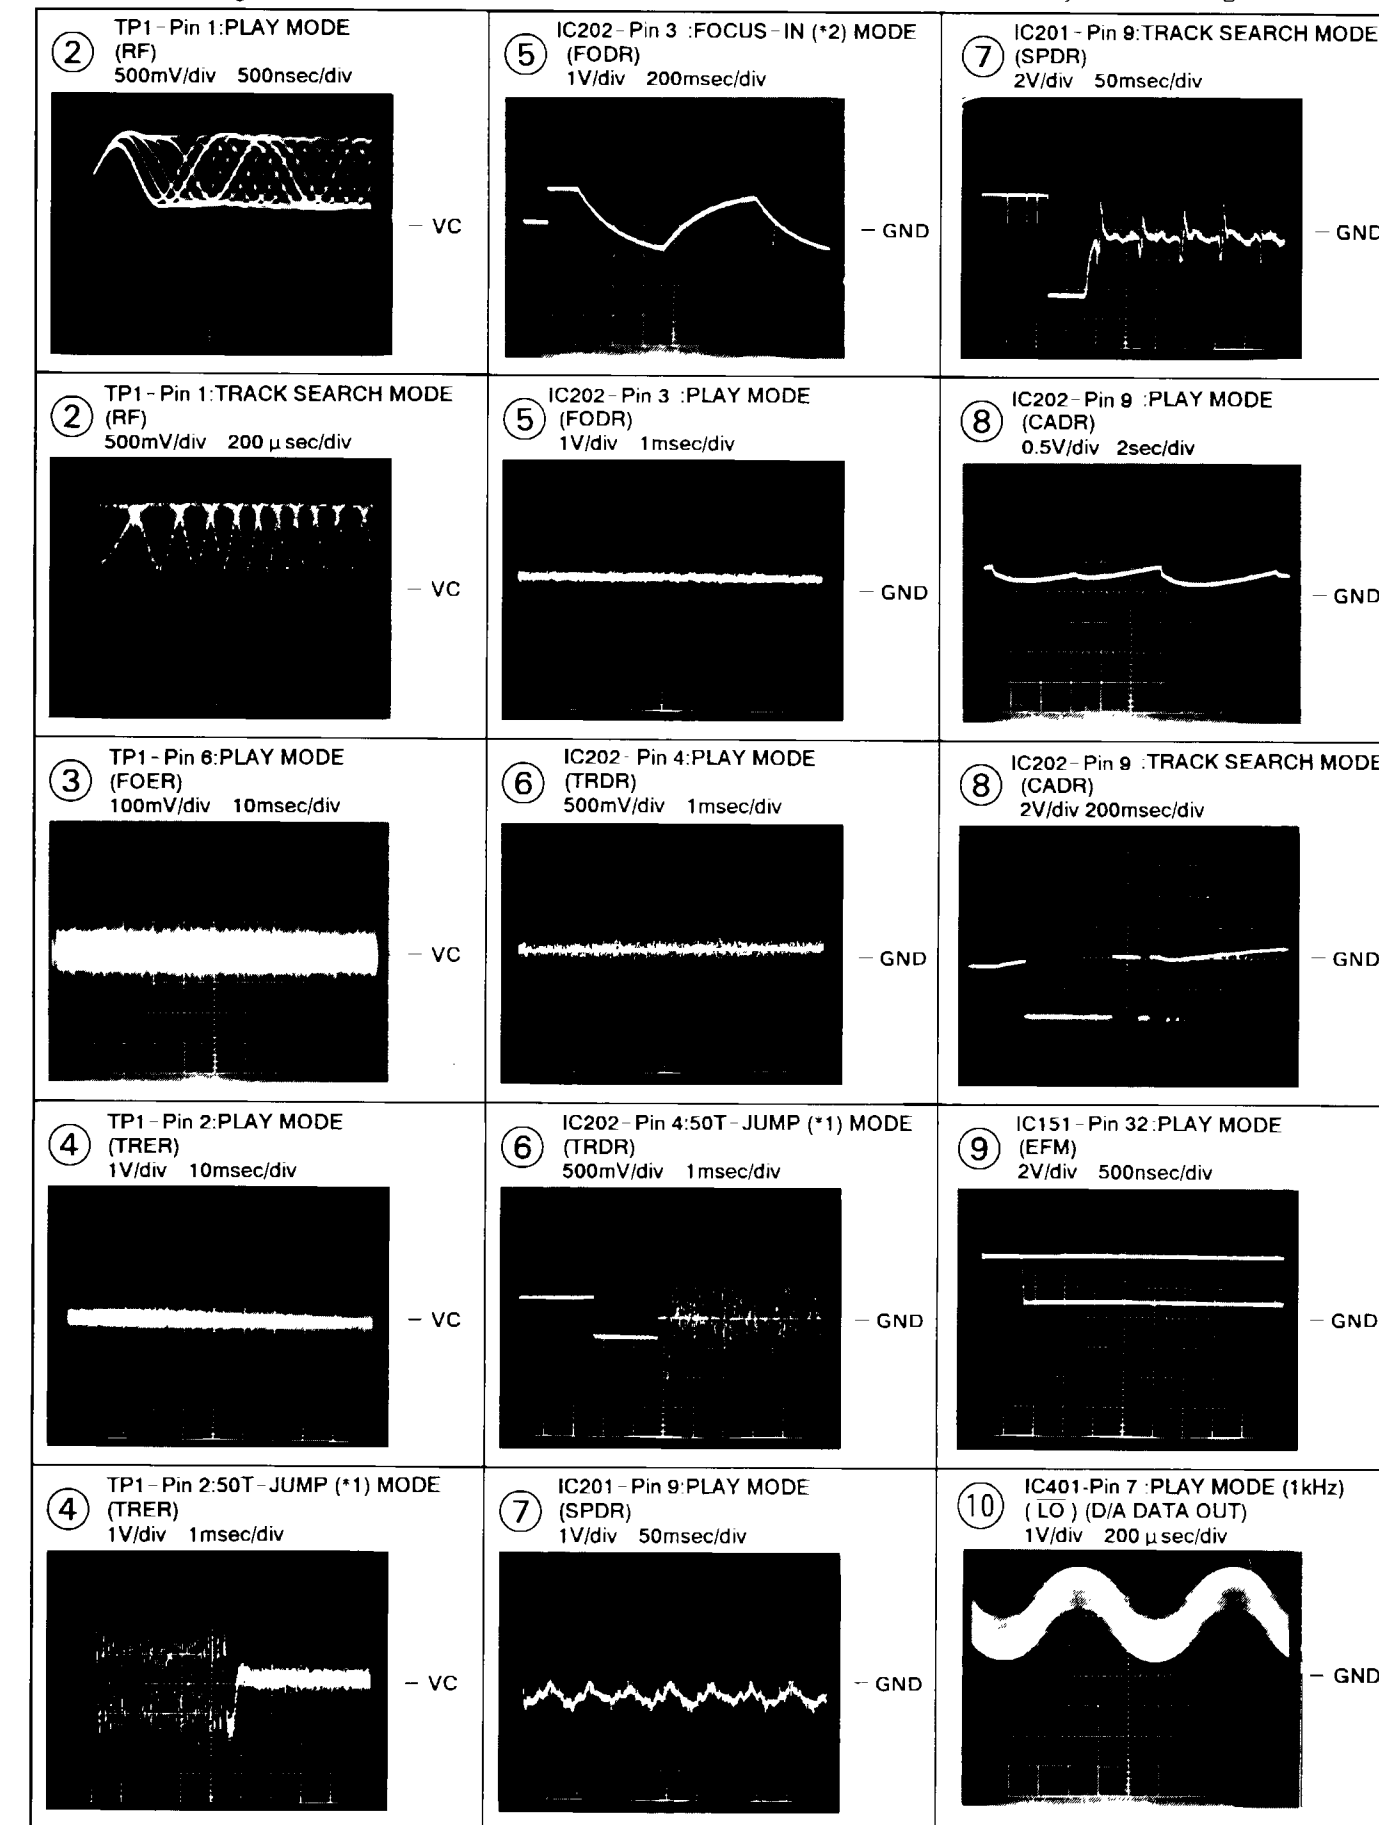 ② TP1-Pin 1:PLAY MODE
(RF)
500mV/div 500nsec/div
- VC
⑤ IC202-Pin 3 :FOCUS-IN (*2) MODE
(FODR)
1V/div 200msec/div
- GND
⑦ IC201-Pin 9:TRACK SEARCH MODE
(SPDR)
2V/div 50msec/div
- GND
② TP1-Pin 1:TRACK SEARCH MODE
(RF)
500mV/div 200 μsec/div
- VC
⑤ IC202-Pin 3 :PLAY MODE
(FODR)
1V/div 1msec/div
- GND
⑧ IC202-Pin 9 :PLAY MODE
(CADR)
0.5V/div 2sec/div
- GND
③ TP1-Pin 6:PLAY MODE
(FOER)
100mV/div 10msec/div
- VC
⑥ IC202-Pin 4:PLAY MODE
(TRDR)
500mV/div 1msec/div
- GND
⑧ IC202-Pin 9 :TRACK SEARCH MODE
(CADR)
2V/div 200msec/div
- GND
④ TP1-Pin 2:PLAY MODE
(TRER)
1V/div 10msec/div
- VC
⑥ IC202-Pin 4:50T-JUMP (*1) MODE
(TRDR)
500mV/div 1msec/div
- GND
⑨ IC151-Pin 32:PLAY MODE
(EFM)
2V/div 500nsec/div
- GND
④ TP1-Pin 2:50T-JUMP (*1) MODE
(TRER)
1V/div 1msec/div
- VC
⑦ IC201-Pin 9:PLAY MODE
(SPDR)
1V/div 50msec/div
- GND
⑩ IC401-Pin 7 :PLAY MODE (1kHz)
(L̅O̅) (D/A DATA OUT)
1V/div 200 μsec/div
- GND